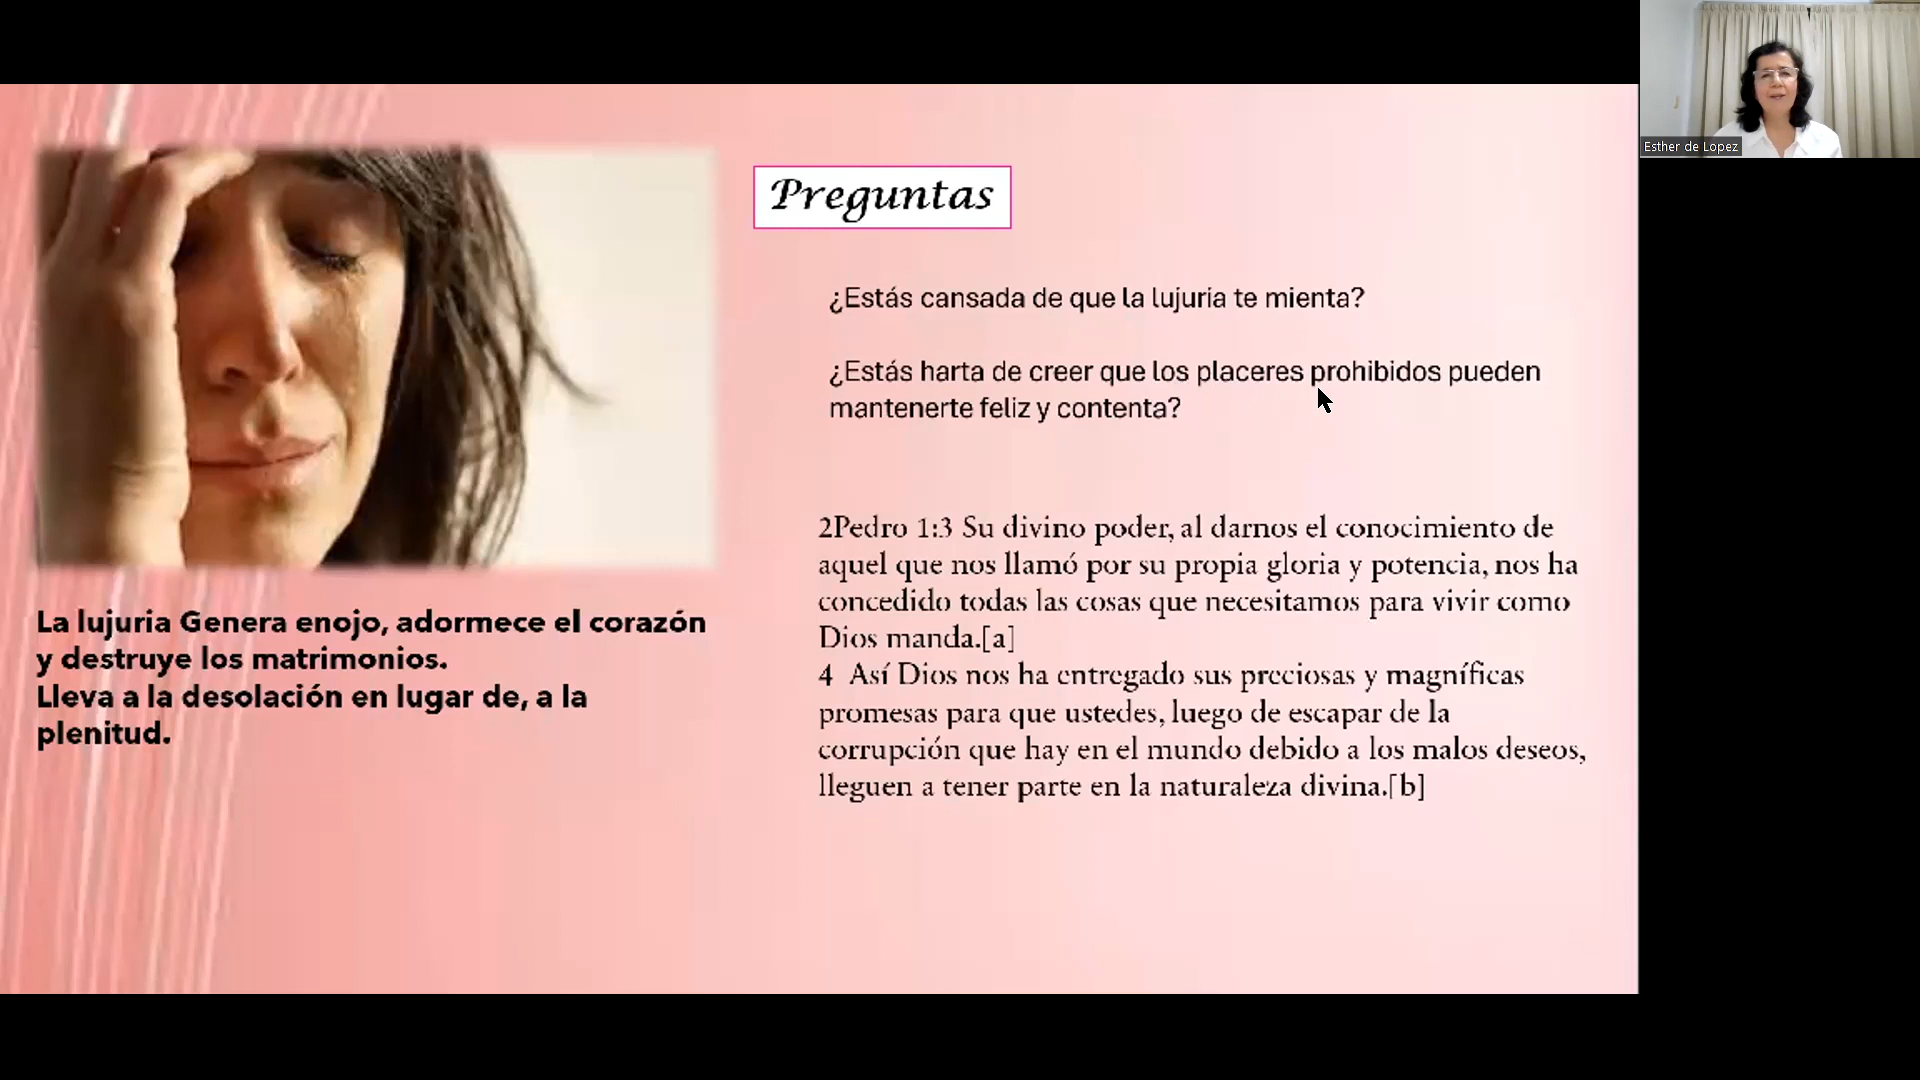 Esther de Lopez
Preguntas
¿Estás cansada de que la lujuria te mienta?
¿Estás harta de creer que los placeres prohibidos pueden
mantenerte feliz y contenta?
2Pedro 1:3 Su divino poder, al darnos el conocimiento de
aquel que nos llamó por su propia gloria y potencia, nos ha
concedido todas las cosas que necesitamos para vivir como
Dios manda.[a]
4 Así Dios nos ha entregado sus preciosas y magníficas
promesas para que ustedes, luego de escapar de la
corrupción que hay en el mundo debido a los malos deseos,
lleguen a tener parte en la naturaleza divina.[b]
La lujuria Genera enojo, adormece el corazón
y destruye los matrimonios.
Lleva a la desolación en lugar de, a la
plenitud.